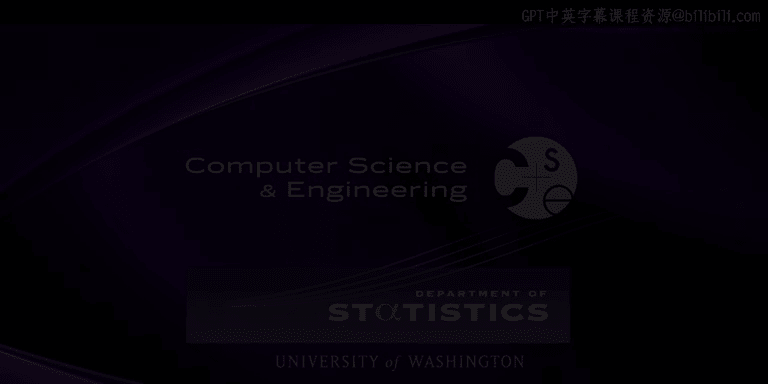 GPT中英字幕课程资源@bilibili.com
Computer Science
& Engineering
CSe
DEPARTMENT OF
STαTISTICS
UNIVERSITY of WASHINGTON